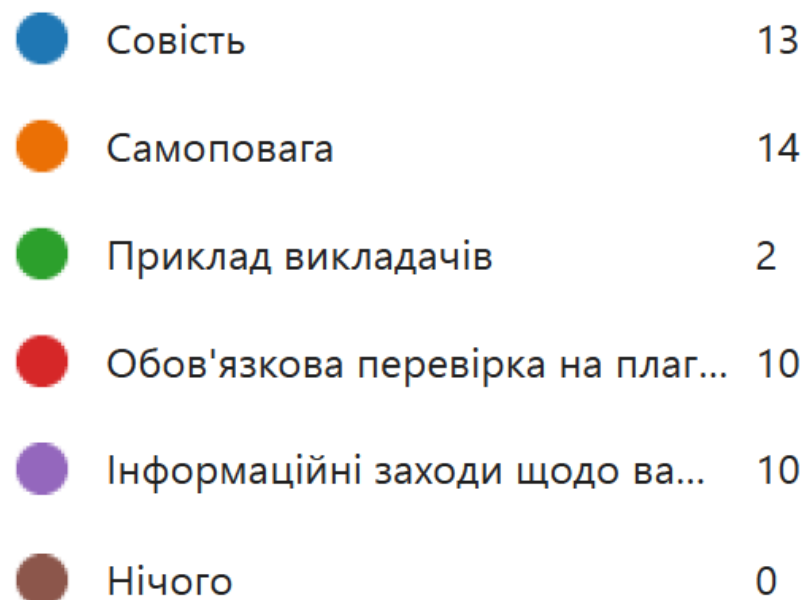 Совість 13
Самоповага 14
Приклад викладачів 2
Обов'язкова перевірка на плаг... 10
Інформаційні заходи щодо ва... 10
Нічого 0